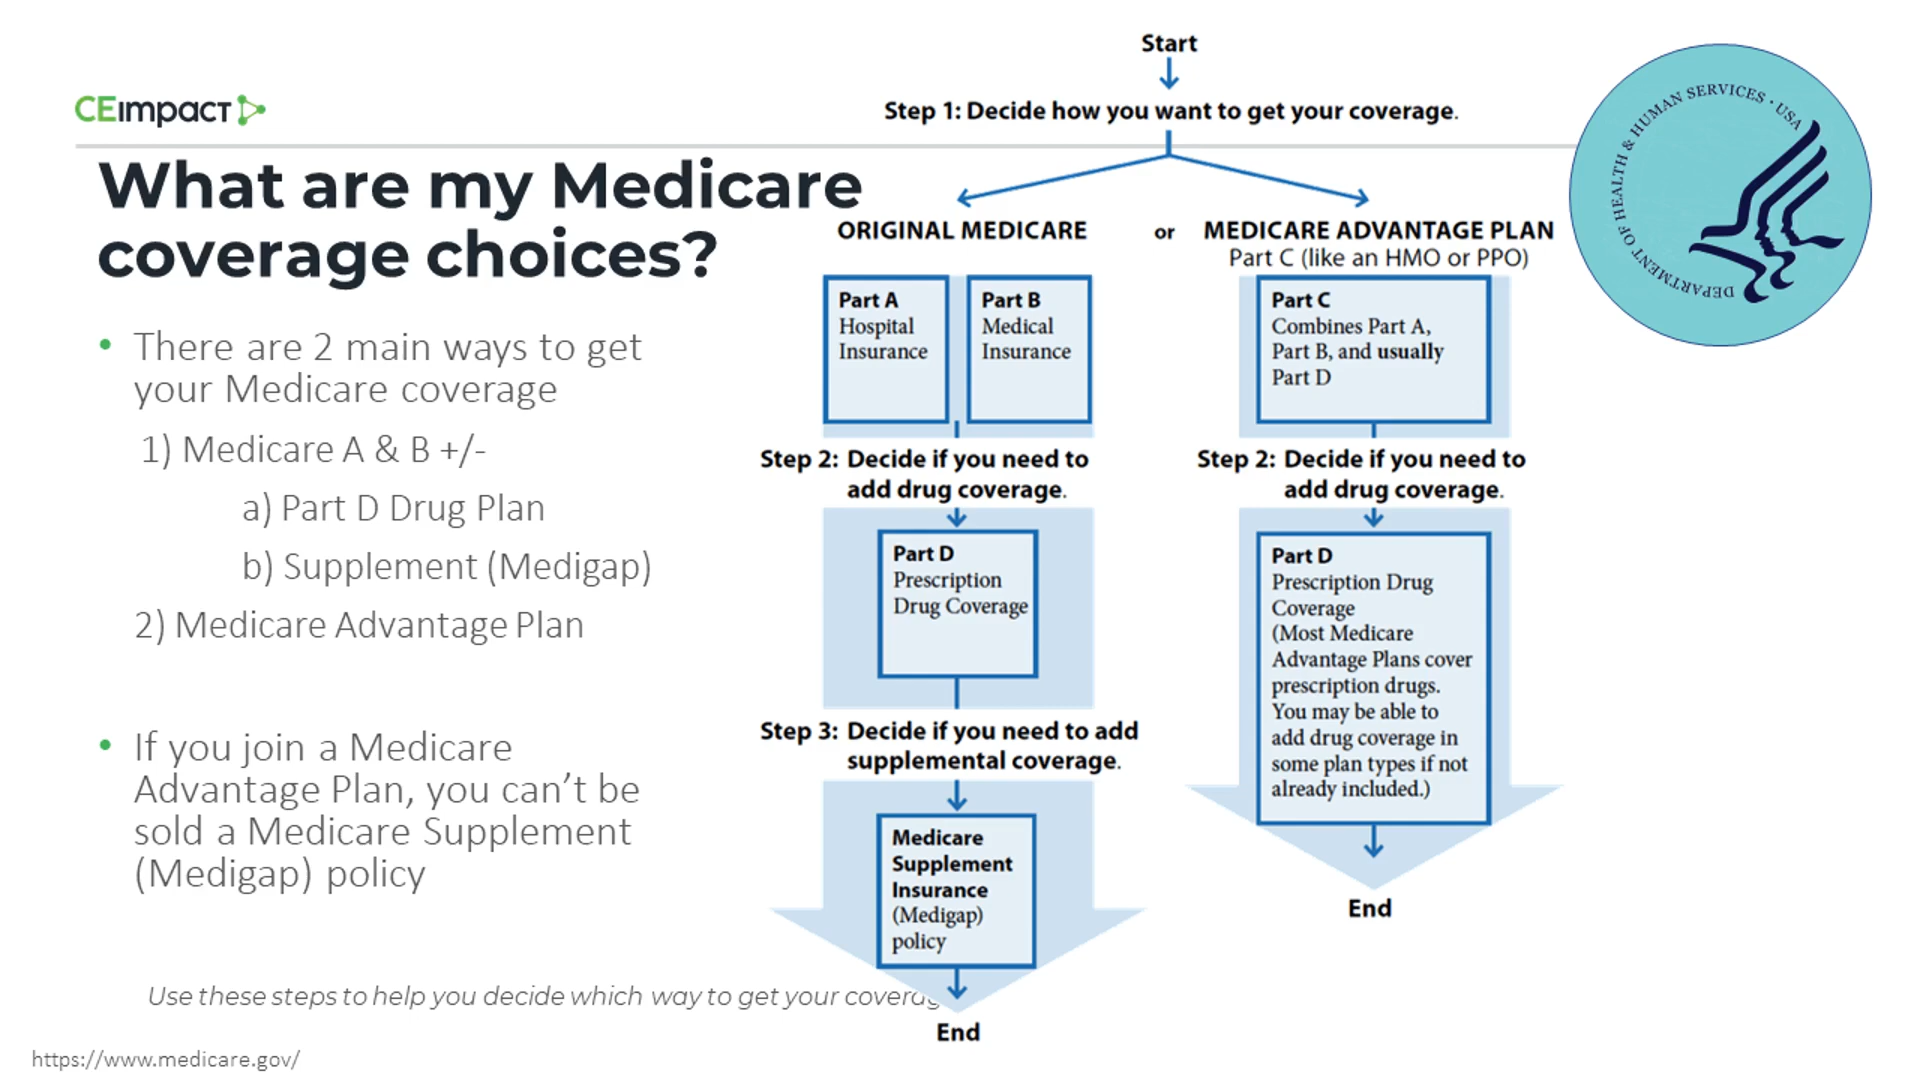 CEimpact
What are my Medicare
coverage choices?
• There are 2 main ways to get
your Medicare coverage
1) Medicare A & B +/-
a) Part D Drug Plan
b) Supplement (Medigap)
2) Medicare Advantage Plan
• If you join a Medicare
Advantage Plan, you can’t be
sold a Medicare Supplement
(Medigap) policy
Use these steps to help you decide which way to get your coverag
https://www.medicare.gov/
Start
Step 1: Decide how you want to get your coverage.
ORIGINAL MEDICARE
or
MEDICARE ADVANTAGE PLAN
Part C (like an HMO or PPO)
Part A
Hospital
Insurance
Part B
Medical
Insurance
Step 2: Decide if you need to
add drug coverage.
Part D
Prescription
Drug Coverage
Step 3: Decide if you need to add
supplemental coverage.
Medicare
Supplement
Insurance
(Medigap)
policy
End
Part C
Combines Part A,
Part B, and usually
Part D
Step 2: Decide if you need to
add drug coverage.
Part D
Prescription Drug
Coverage
(Most Medicare
Advantage Plans cover
prescription drugs.
You may be able to
add drug coverage in
some plan types if not
already included.)
End
DEPARTMENT OF HEALTH & HUMAN SERVICES · USA